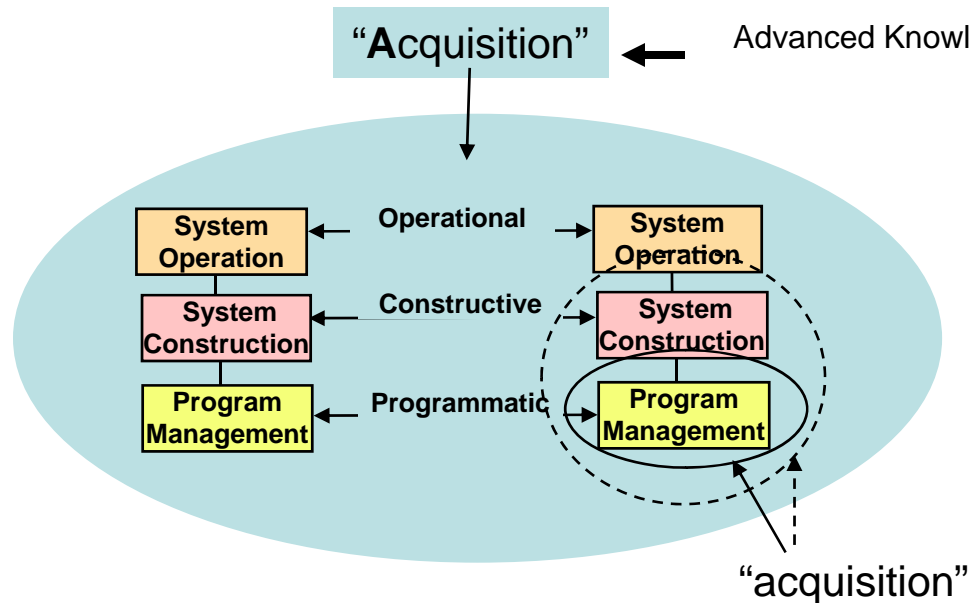 “Acquisition”
Advanced Knowl
System
Operation
Operational
System
Operation
System
Construction
Constructive
System
Construction
Program
Management
Programmatic
Program
Management
“acquisition”